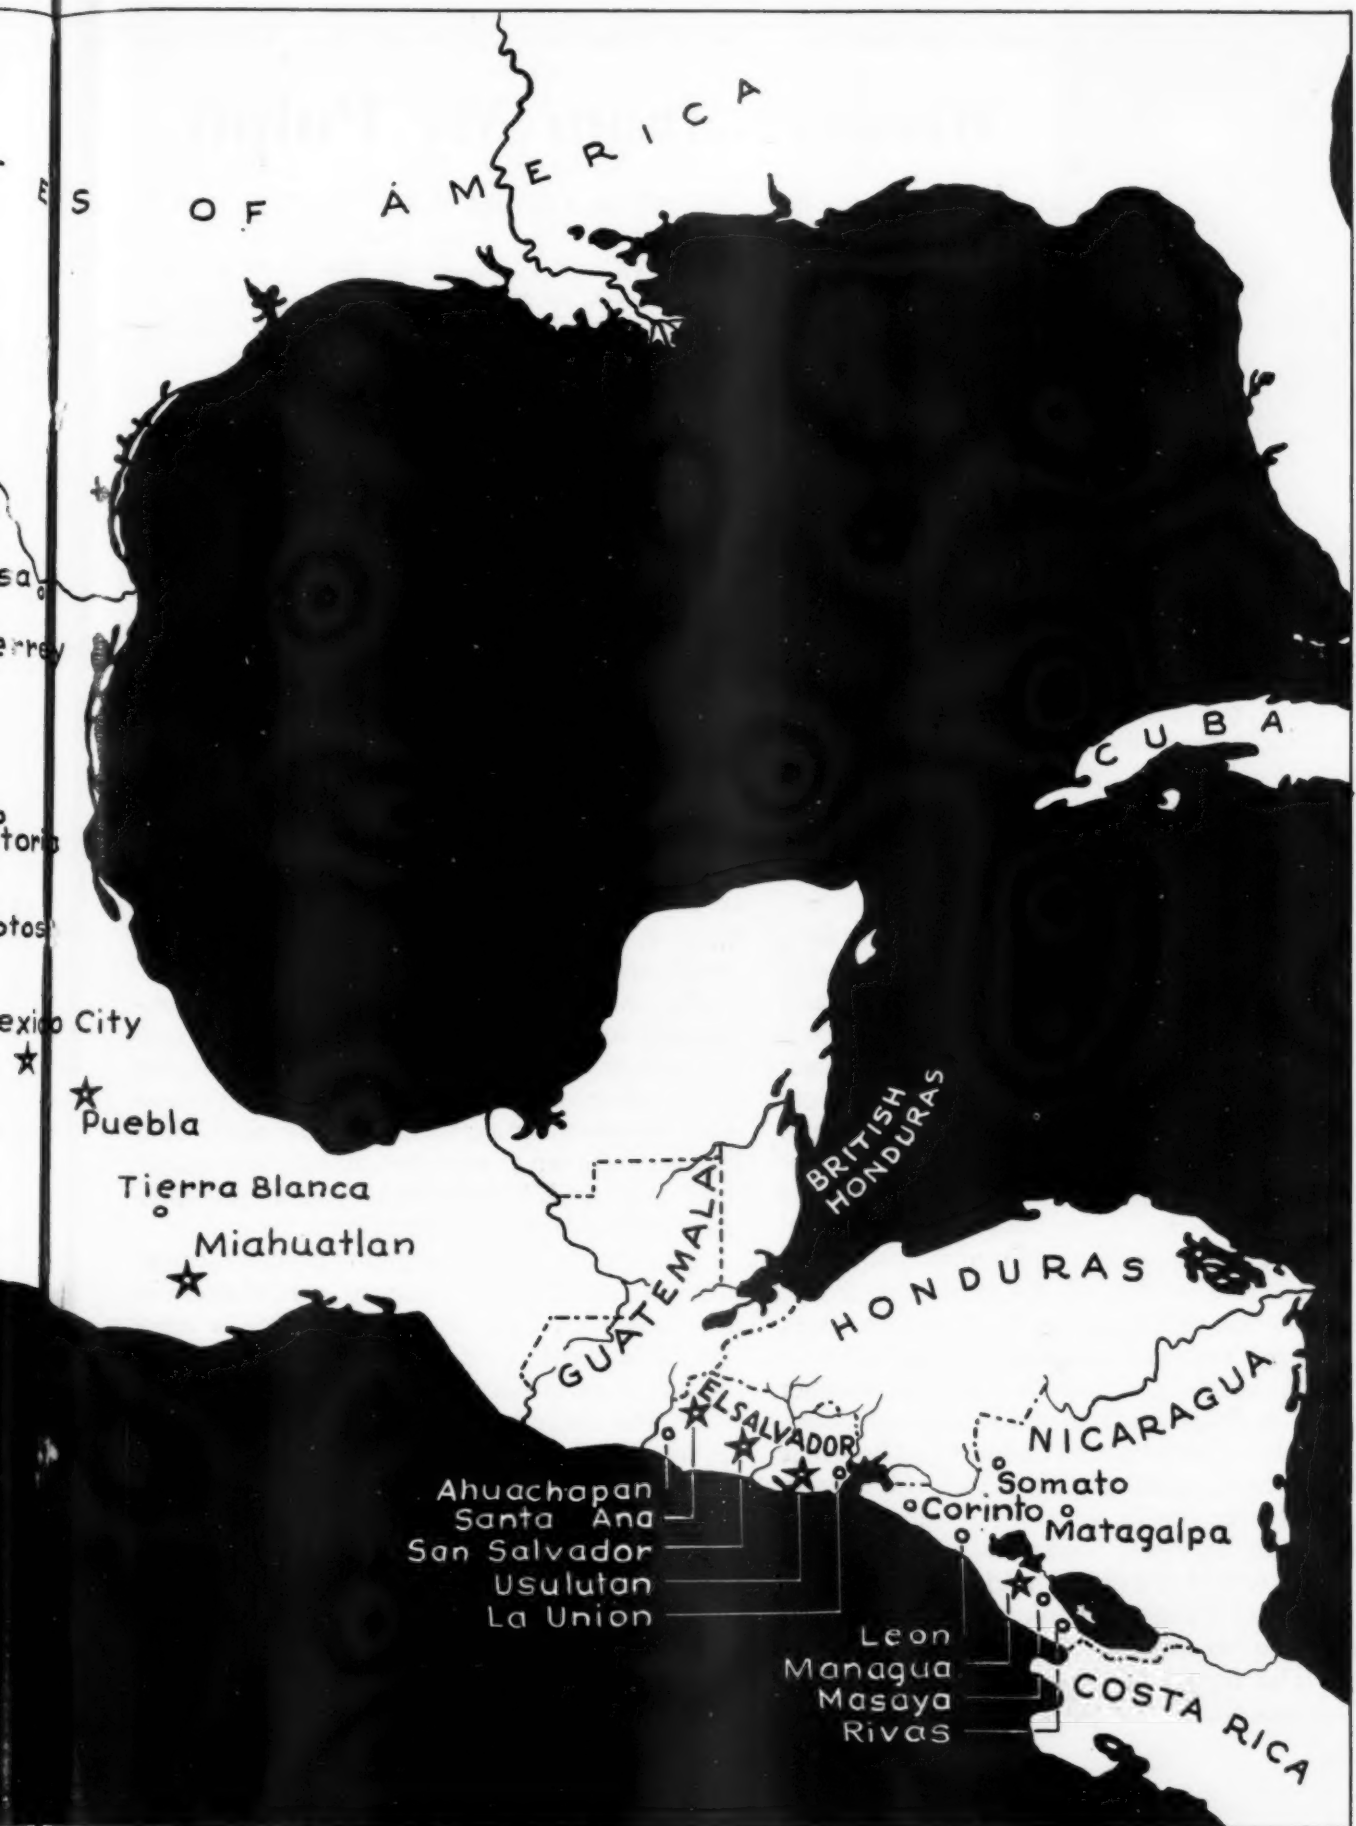 ES OF AMERICA
CUBA
City
Puebla
Tierra Blanca
Miahuatlan
BRITISH
HONDURAS
GUATEMALA
HONDURAS
EL SALVADOR
NICARAGUA
Somato
Corinto
Matagalpa
Ahuachapan
Santa Ana
San Salvador
Usulutan
La Union
Leon
Managua
Masaya
Rivas
COSTA RICA